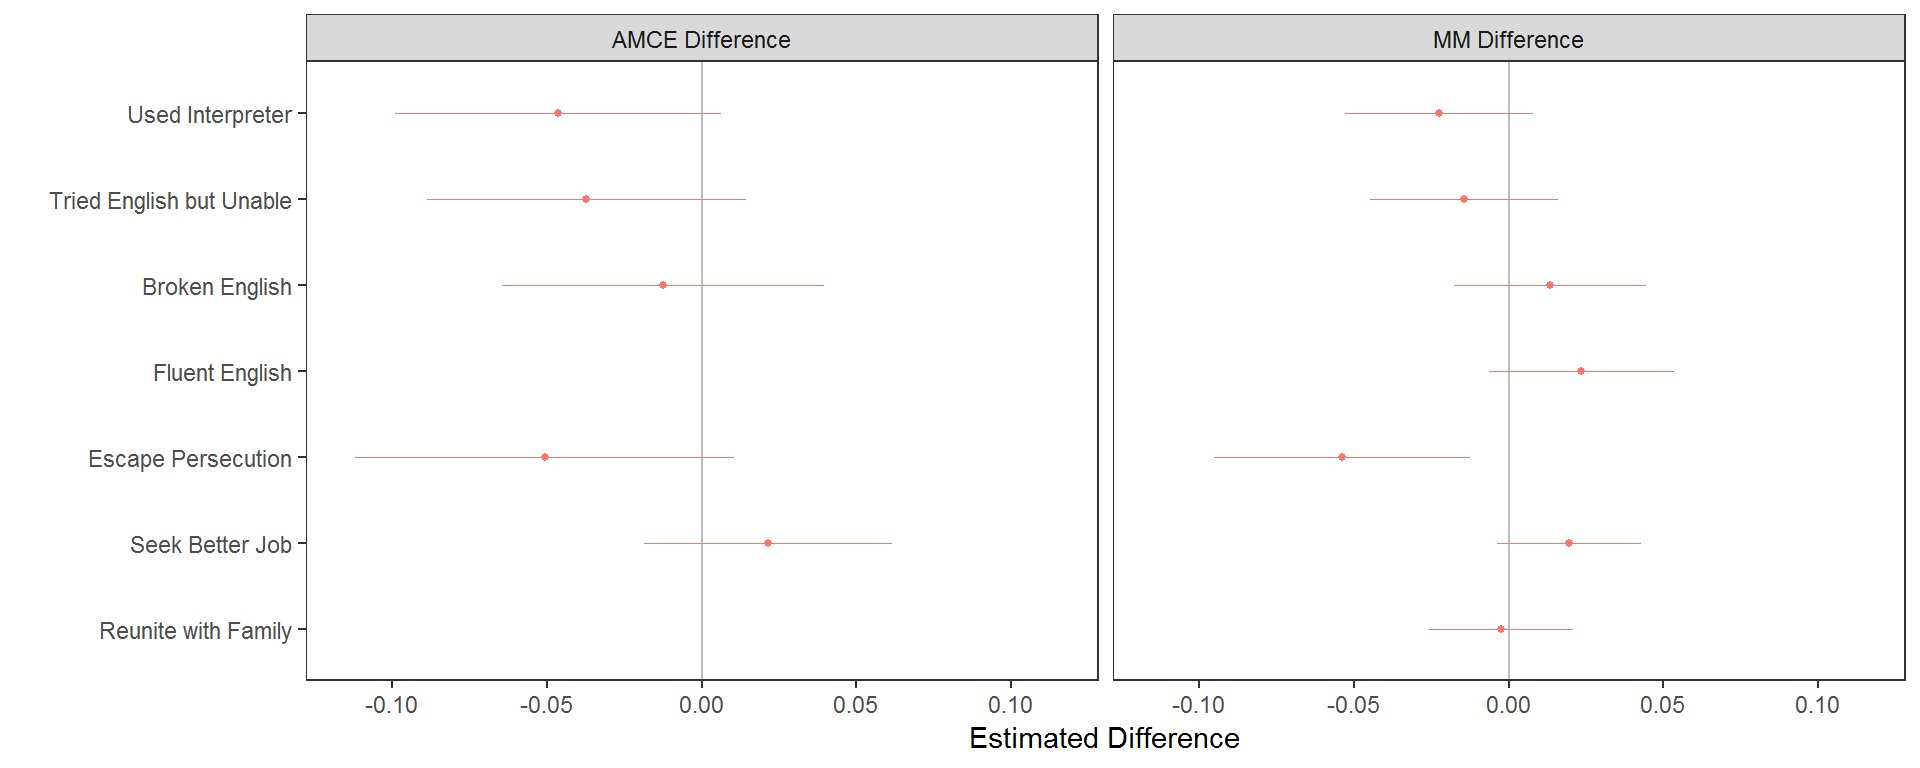 AMCE Difference
MM Difference
Used Interpreter
Tried English but Unable
Broken English
Fluent English
Escape Persecution
Seek Better Job
Reunite with Family
-0.10 -0.05 0.00 0.05 0.10
-0.10 -0.05 0.00 0.05 0.10
Estimated Difference